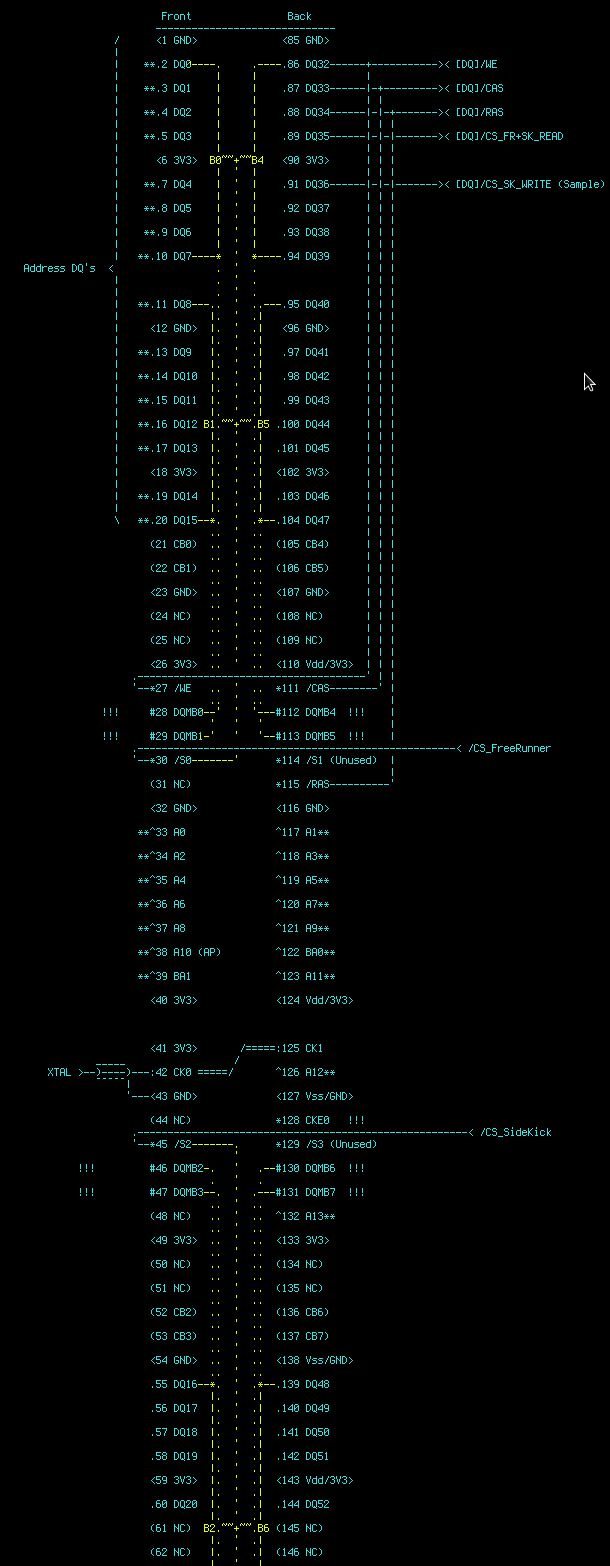 Front Back
<1 GND> <85 GND>
**.2 DQ0----. .----.86 DQ32------+------------>< [DQ]/WE
**.3 DQ1 .87 DQ33------|-+--------->< [DQ]/CAS
**.4 DQ2 .88 DQ34------|-|-+------->< [DQ]/RAS
**.5 DQ3 .89 DQ35------|-|-|------->< [DQ]/CS_FR+SK_READ
<6 3V3> B0~~+~~B4 <90 3V3>
**.7 DQ4 .91 DQ36------|-|-|------->< [DQ]/CS_SK_WRITE (Sample)
**.8 DQ5 .92 DQ37
**.9 DQ6 .93 DQ38
**.10 DQ7----* *----.94 DQ39
Address DQ's <
**.11 DQ8---.. ..---.95 DQ40
<12 GND> <96 GND>
**.13 DQ9 .97 DQ41
**.14 DQ10 .98 DQ42
**.15 DQ11 .99 DQ43
**.16 DQ12 B1.~~+~~.B5 .100 DQ44
**.17 DQ13 .101 DQ45
<18 3V3> <102 3V3>
**.19 DQ14 .103 DQ46
**.20 DQ15--*. .*---.104 DQ47
(21 CB0) (105 CB4)
(22 CB1) (106 CB5)
<23 GND> <107 GND>
(24 NC) (108 NC)
(25 NC) (109 NC)
<26 3V3> <110 Vdd/3V3>
'--*27 /WE *111 /CAS--------'
!!! #28 DQMB0--' '---#112 DQMB4 !!!
!!! #29 DQMB1-' '--#113 DQMB5 !!!
< /CS_FreeRunner
'--*30 /S0-------' *114 /S1 (Unused)
(31 NC) *115 /RAS----------'
<32 GND> <116 GND>
**^33 A0 ^117 A1**
**^34 A2 ^118 A3**
**^35 A4 ^119 A5**
**^36 A6 ^120 A7**
**^37 A8 ^121 A9**
**^38 A10 (AP) ^122 BA0**
**^39 BA1 ^123 A11**
<40 3V3> <124 Vdd/3V3>
<41 3V3> /=====:125 CK1
XTAL >--)----)---:42 CK0 =====/ ^126 A12**
'---<43 GND> <127 Vss/GND>
(44 NC) *128 CKE0 !!!
< /CS_SideKick
'--*45 /S2-------. *129 /S3 (Unused)
!!! #46 DQMB2-. .--#130 DQMB6 !!!
!!! #47 DQMB3--. .---#131 DQMB7 !!!
(48 NC) ^132 A13**
<49 3V3> <133 3V3>
(50 NC) (134 NC)
(51 NC) (135 NC)
(52 CB2) (136 CB6)
(53 CB3) (137 CB7)
<54 GND> <138 Vss/GND>
.55 DQ16--*. .*---.139 DQ48
.56 DQ17 .140 DQ49
.57 DQ18 .141 DQ50
.58 DQ19 .142 DQ51
<59 3V3> <143 Vdd/3V3>
.60 DQ20 .144 DQ52
(61 NC) B2.~~+~~.B6 (145 NC)
(62 NC) (146 NC)